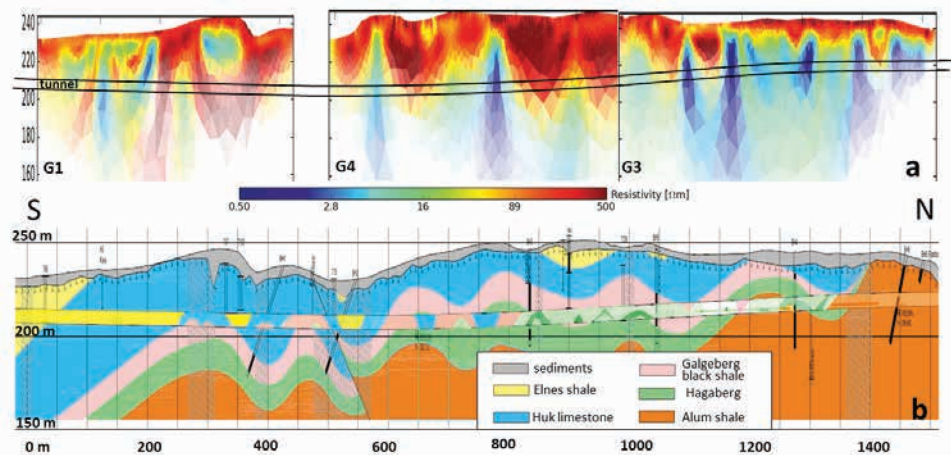 240
220
200
180
160
tunnel
G1
G4
G3
a
0.50 2.8 16 89 500
Resistivity [Ωm]
S
N
250 m
200 m
150 m
b
sediments
Elnes shale
Huk limestone
Galgeberg
black shale
Hagaberg
Alum shale
0 m 200 400 600 800 1000 1200 1400